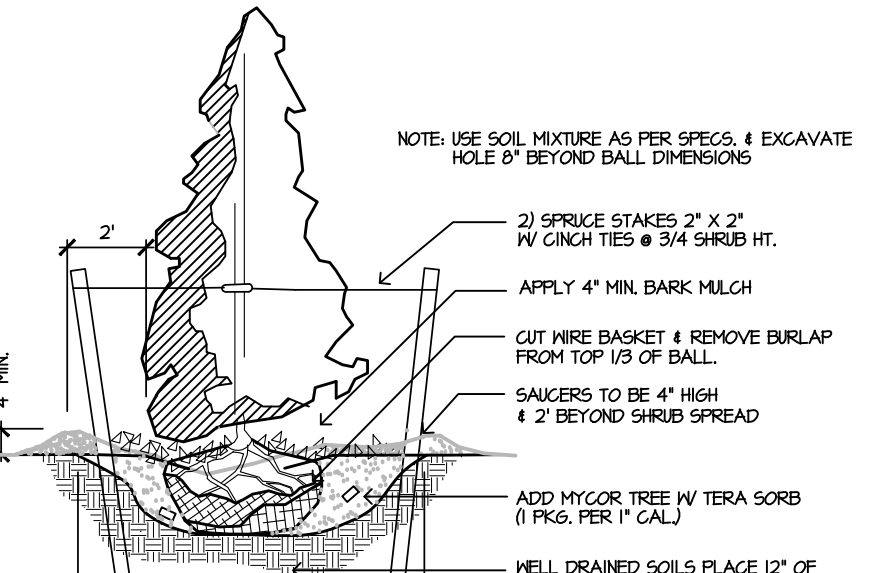 NOTE: USE SOIL MIXTURE AS PER SPECS. & EXCAVATE
HOLE 8" BEYOND BALL DIMENSIONS
2) SPRUCE STAKES 2" X 2"
W/ CINCH TIES @ 3/4 SHRUB HT.
2'
APPLY 4" MIN. BARK MULCH
CUT WIRE BASKET & REMOVE BURLAP
FROM TOP 1/3 OF BALL.
4" MIN.
SAUCERS TO BE 4" HIGH
& 2' BEYOND SHRUB SPREAD
ADD MYCOR TREE W/ TERA SORB
(1 PKG. PER 1" CAL.)
WELL DRAINED SOILS PLACE 12" OF